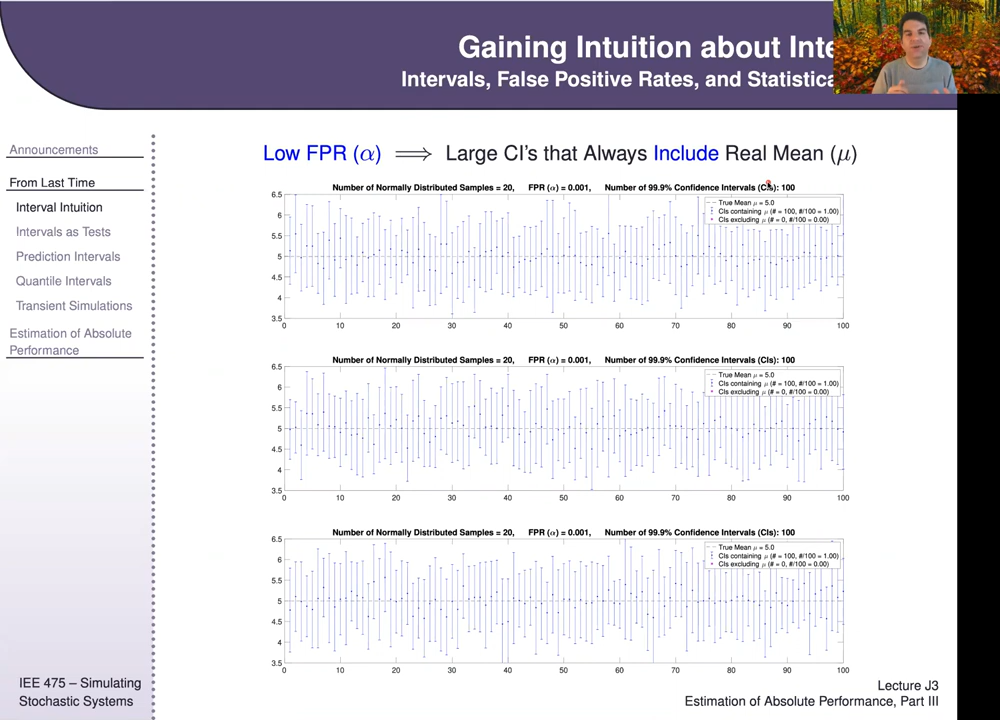 Gaining Intuition about Inte
Intervals, False Positive Rates, and Statistica
Announcements
From Last Time
Interval Intuition
Intervals as Tests
Prediction Intervals
Quantile Intervals
Transient Simulations
Estimation of Absolute
Performance
Low FPR (α) ⟹ Large CI's that Always Include Real Mean (μ)
Number of Normally Distributed Samples = 20, FPR (α) = 0.001, Number of 99.9% Confidence Intervals (CIs): 100
True Mean μ = 5.0
CIs containing μ (# = 100, #/100 = 1.00)
CIs excluding μ (# = 0, #/100 = 0.00)
6.5
6
5.5
5
4.5
4
3.5
0 10 20 30 40 50 60 70 80 90 100
Number of Normally Distributed Samples = 20, FPR (α) = 0.001, Number of 99.9% Confidence Intervals (CIs): 100
True Mean μ = 5.0
CIs containing μ (# = 100, #/100 = 1.00)
CIs excluding μ (# = 0, #/100 = 0.00)
6.5
6
5.5
5
4.5
4
3.5
0 10 20 30 40 50 60 70 80 90 100
Number of Normally Distributed Samples = 20, FPR (α) = 0.001, Number of 99.9% Confidence Intervals (CIs): 100
True Mean μ = 5.0
CIs containing μ (# = 100, #/100 = 1.00)
CIs excluding μ (# = 0, #/100 = 0.00)
6.5
6
5.5
5
4.5
4
3.5
0 10 20 30 40 50 60 70 80 90 100
IEE 475 – Simulating
Stochastic Systems
Lecture J3
Estimation of Absolute Performance, Part III